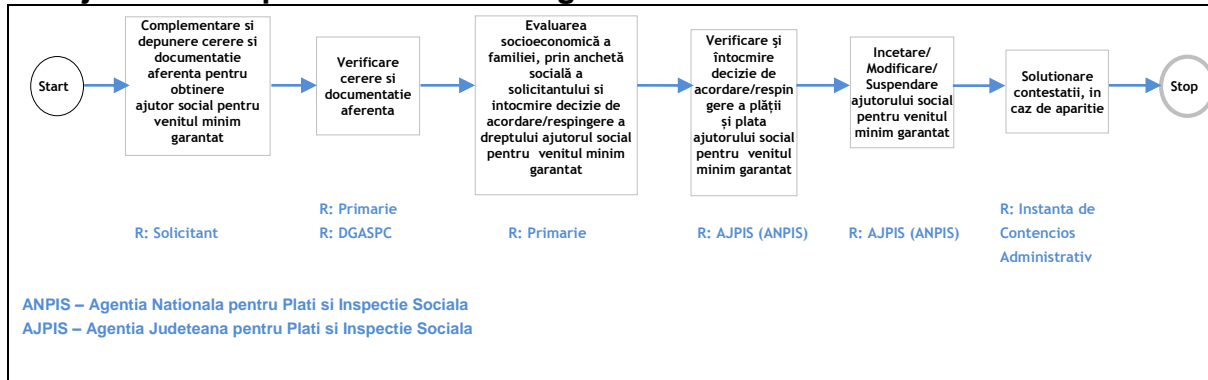 Start
Complementare si
depunere cerere si
documentatie
aferenta pentru
obtinere
ajutor social pentru
venitul minim
garantat
Verificare
cerere si
documentatie
aferenta
Evaluarea
socioeconomică a
familiei, prin anchetă
socială a
solicitantului si
intocmire decizie de
acordare/respingere a
dreptului ajutorul social
pentru venitul minim
garantat
Verificare şi
întocmire
decizie de
acordare/respin
gere a plății
și plata
ajutorului social
pentru venitul
minim garantat
Incetare/
Modificare/
Suspendare
ajutorului social
pentru venitul
minim garantat
Solutionare
contestatii, in
caz de aparitie
Stop
R: Solicitant
R: Primarie
R: DGASPC
R: Primarie
R: AJPIS (ANPIS)
R: AJPIS (ANPIS)
R: Instanta de
Contencios
Administrativ
ANPIS – Agentia Nationala pentru Plati si Inspectie Sociala
AJPIS – Agentia Judeteana pentru Plati si Inspectie Sociala